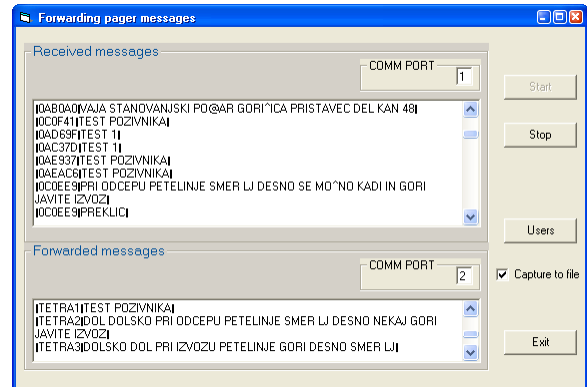 Forwarding pager messages
Received messages
COMM PORT
1
|0AB0A0|VAJA STANOVANJSKI PO@AR GORI^ICA PRISTAVEC DEL KAN 48|
|0C0F41|TEST POZIVNIKA|
|0AD69F|TEST 1|
|0AC37D|TEST 1|
|0AE937|TEST POZIVNIKA|
|0AEAC6|TEST POZIVNIKA|
|0C0EE9|PRI ODCEPU PETELINJE SMER LJ DESNO SE MO^NO KADI IN GORI
JAVITE IZVOZ|
|0C0EE9|PREKLIC|
Start
Stop
Users
Forwarded messages
COMM PORT
2
Capture to file
|TETRA1|TEST POZIVNIKA|
|TETRA2|DOL DOLSKO PRI ODCEPU PETELINJE SMER LJ DESNO NEKAJ GORI
JAVITE IZVOZ|
|TETRA3|DOLSKO DOL PRI IZVOZU PETELINJE GORI DESNO SMER LJ|
Exit